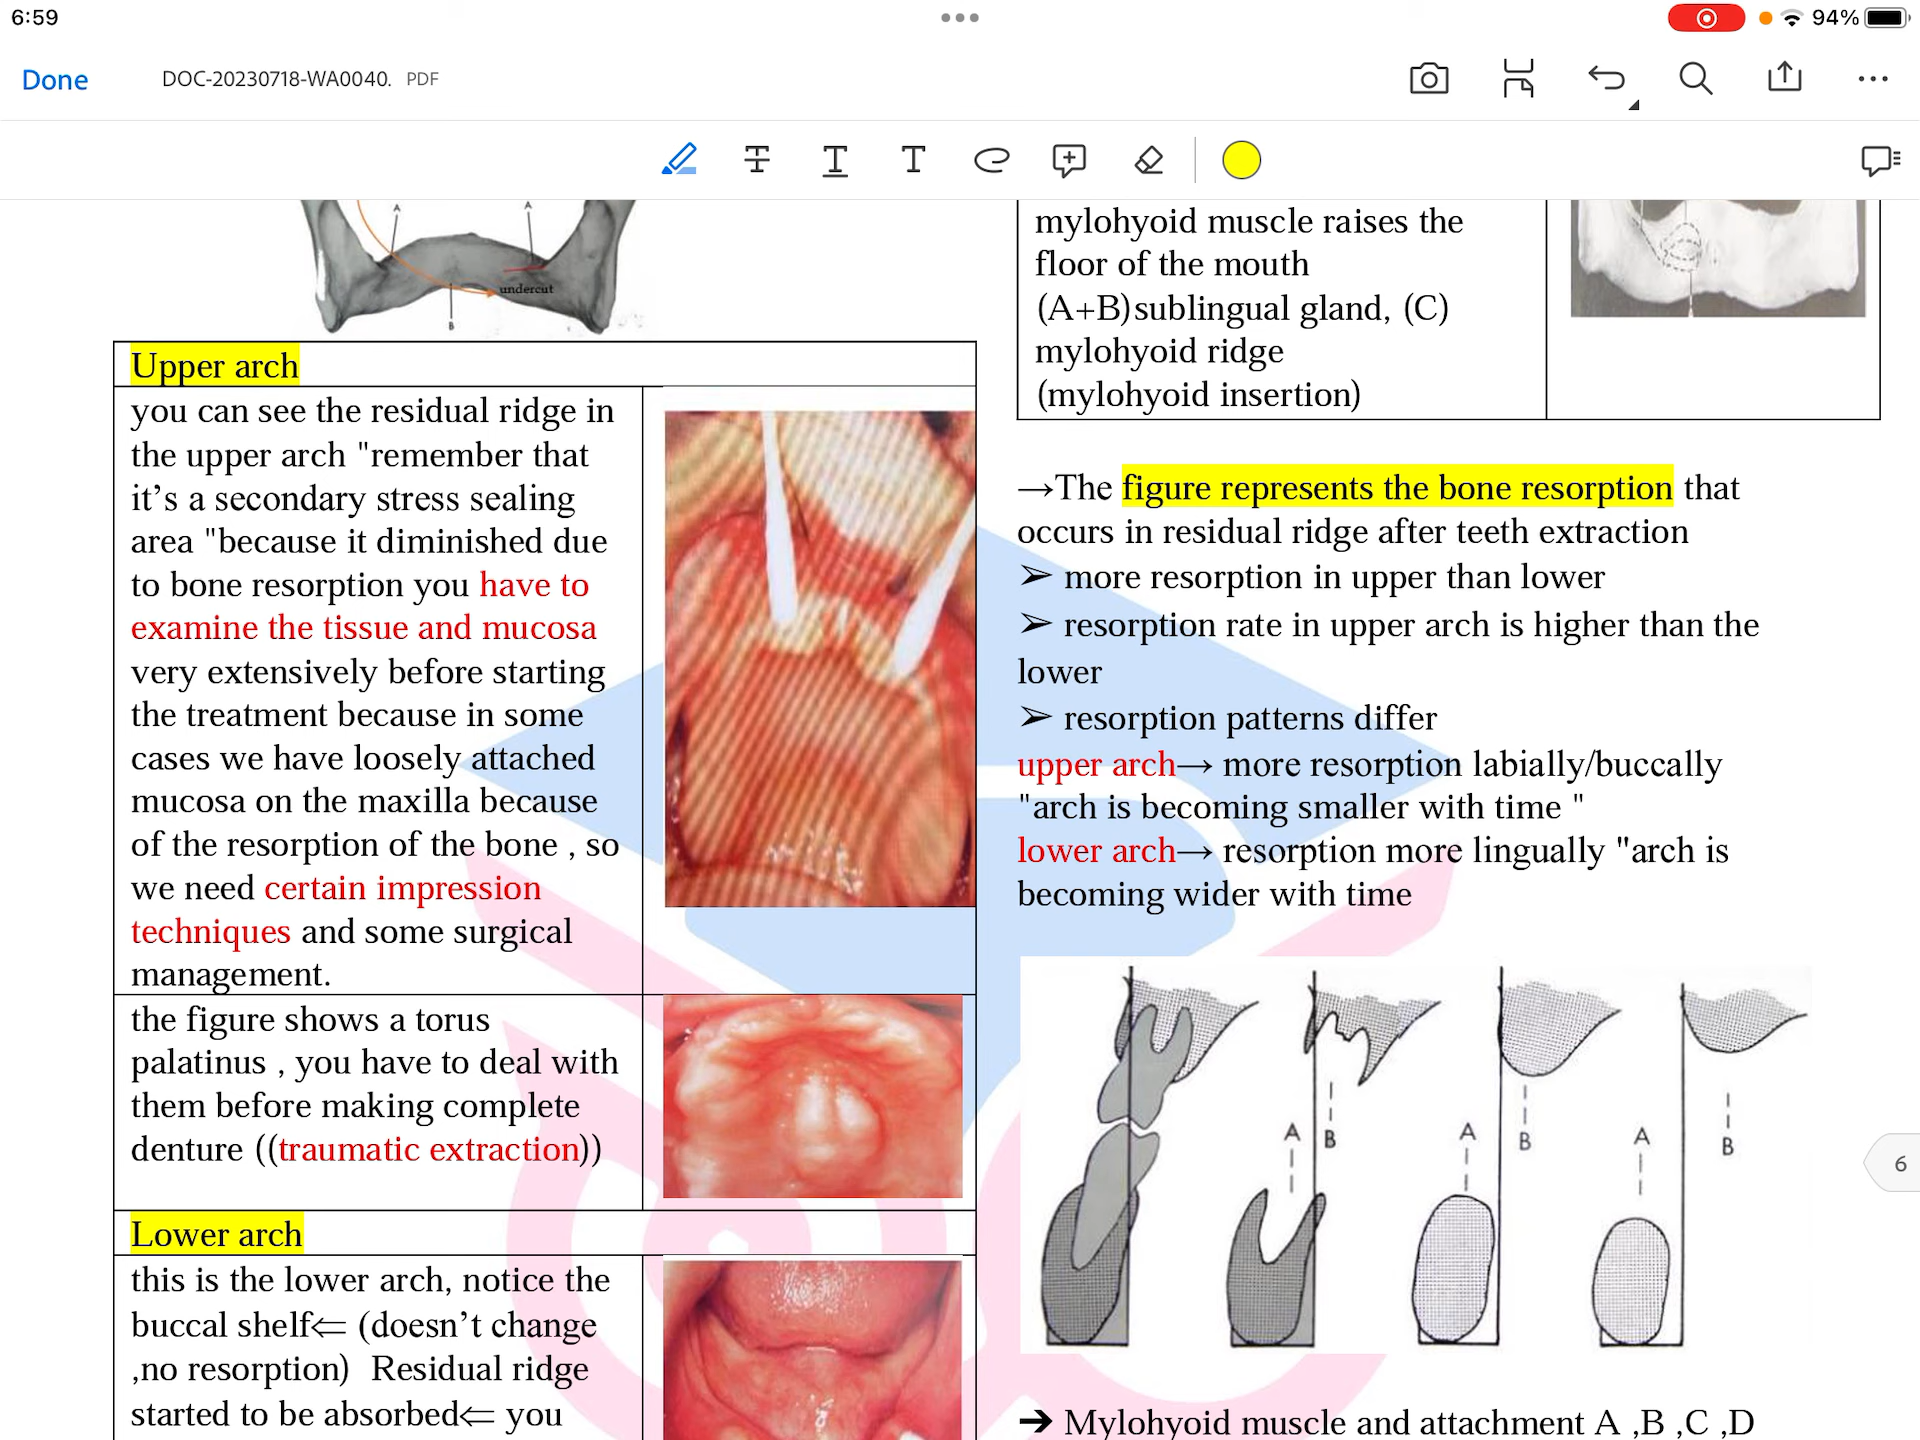 6:59
94%
Done
DOC-20230718-WA0040. PDF
A
A
undercut
B
Upper arch
you can see the residual ridge in
the upper arch "remember that
it's a secondary stress sealing
area "because it diminished due
to bone resorption you have to
examine the tissue and mucosa
very extensively before starting
the treatment because in some
cases we have loosely attached
mucosa on the maxilla because
of the resorption of the bone , so
we need certain impression
techniques and some surgical
management.
the figure shows a torus
palatinus , you have to deal with
them before making complete
denture ((traumatic extraction))
Lower arch
this is the lower arch, notice the
buccal shelf⇐ (doesn't change
,no resorption) Residual ridge
started to be absorbed⇐ you
mylohyoid muscle raises the
floor of the mouth
(A+B)sublingual gland, (C)
mylohyoid ridge
(mylohyoid insertion)
→The figure represents the bone resorption that
occurs in residual ridge after teeth extraction
➢ more resorption in upper than lower
➢ resorption rate in upper arch is higher than the
lower
➢ resorption patterns differ
upper arch→ more resorption labially/buccally
"arch is becoming smaller with time "
lower arch→ resorption more lingually "arch is
becoming wider with time
A B A B A B
6
➔ Mylohyoid muscle and attachment A ,B ,C ,D